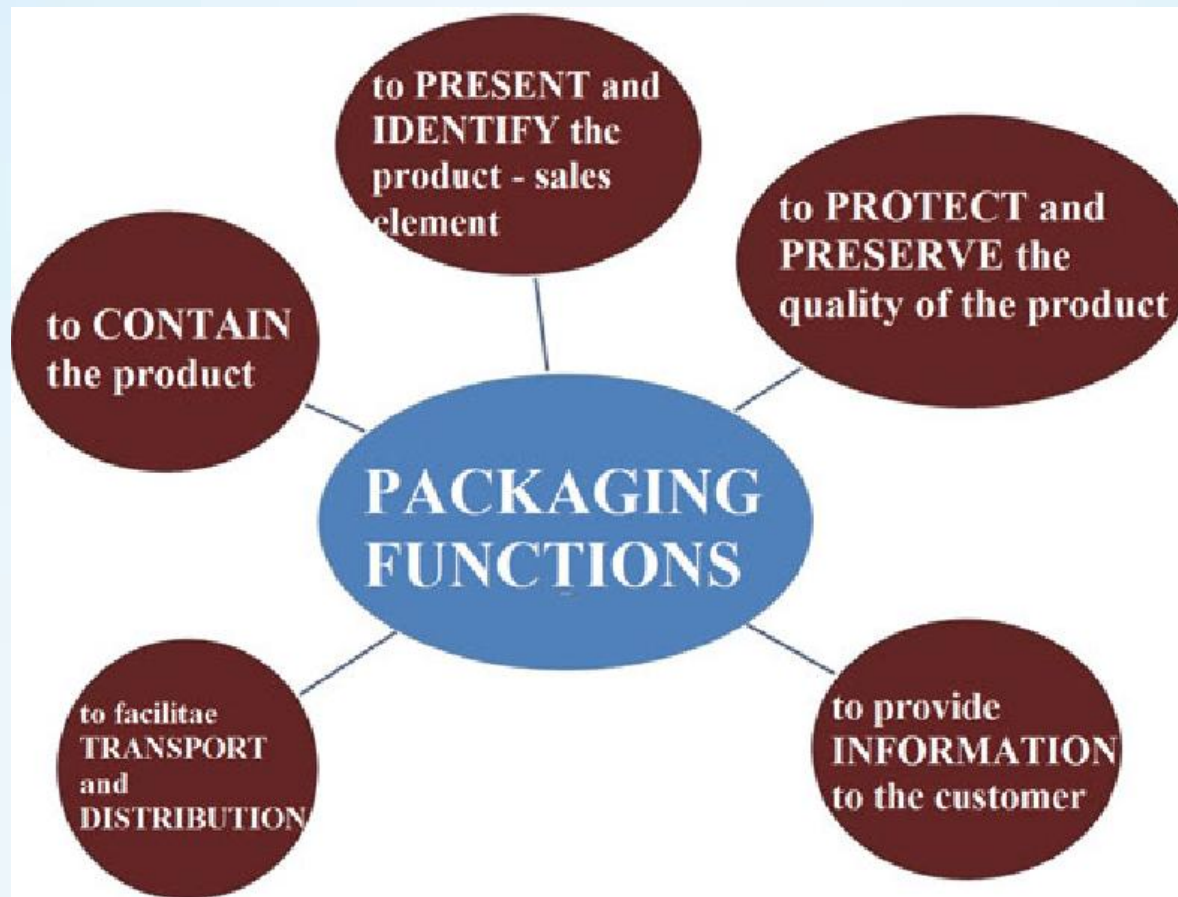 to PRESENT and
IDENTIFY the
product - sales
element
to PROTECT and
PRESERVE the
quality of the product
to CONTAIN
the product
PACKAGING
FUNCTIONS
to facilitae
TRANSPORT
and
DISTRIBUTION
to provide
INFORMATION
to the customer